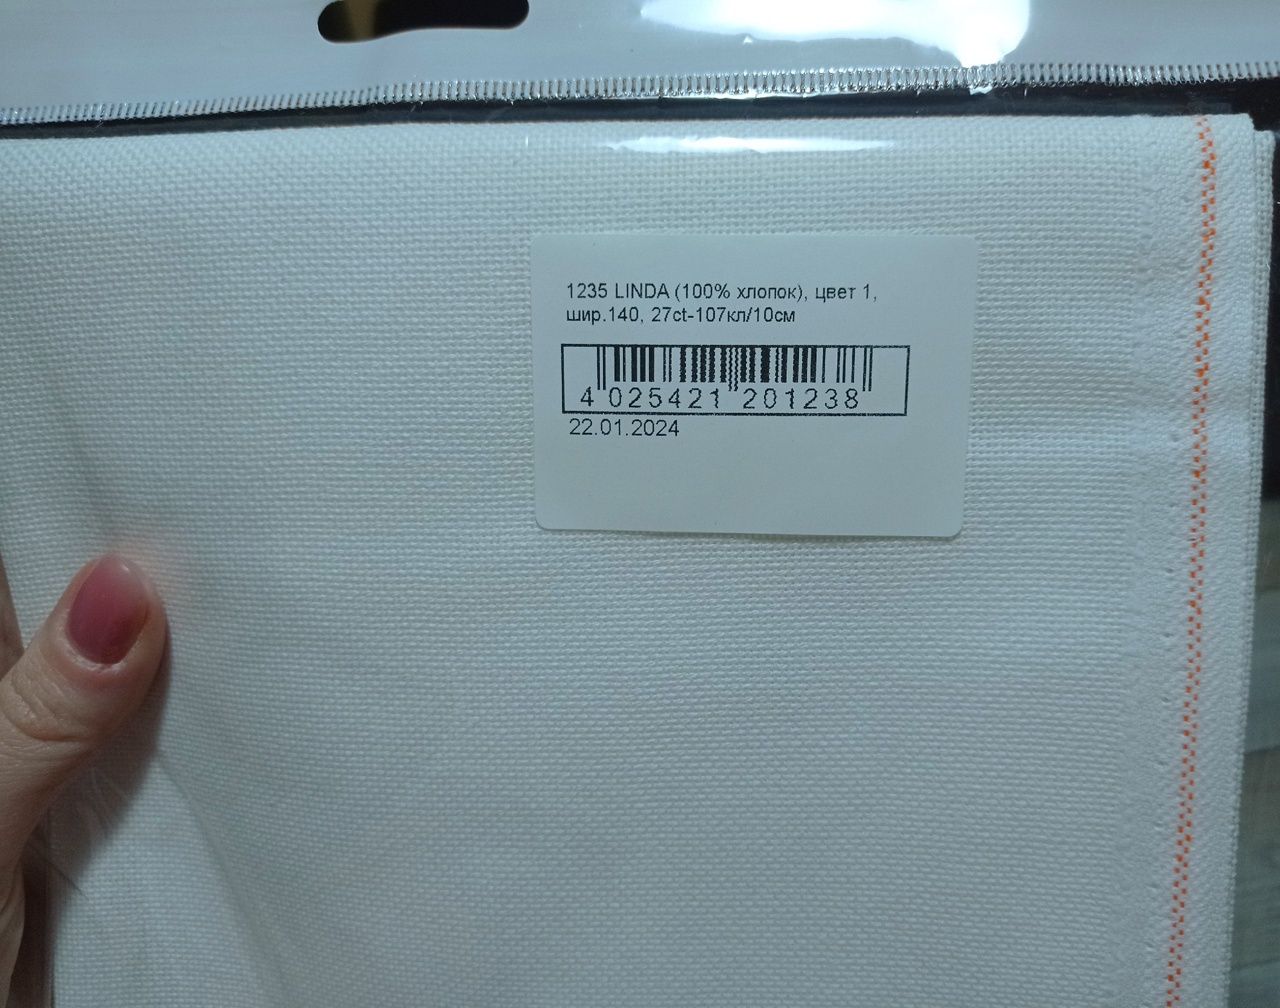 1235 LINDA (100% хлопок), цвет 1,
шир.140, 27ct-107кл/10см
4 025421 201238
22.01.2024